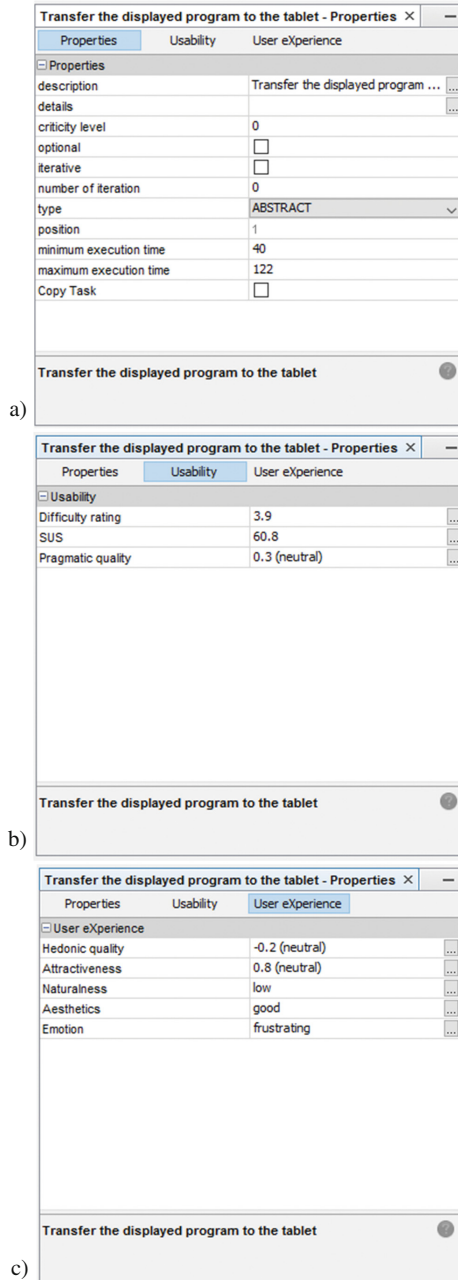 Transfer the displayed program to the tablet - Properties × –
Properties Usability User eXperience
Properties
description Transfer the displayed program ... ...
details ...
criticity level 0
optional
iterative
number of iteration 0
type ABSTRACT
position 1
minimum execution time 40
maximum execution time 122
Copy Task
Transfer the displayed program to the tablet ?
a)
Transfer the displayed program to the tablet - Properties × –
Properties Usability User eXperience
Usability
Difficulty rating 3.9 ...
SUS 60.8 ...
Pragmatic quality 0.3 (neutral) ...
Transfer the displayed program to the tablet ?
b)
Transfer the displayed program to the tablet - Properties × –
Properties Usability User eXperience
User eXperience
Hedonic quality -0.2 (neutral) ...
Attractiveness 0.8 (neutral) ...
Naturalness low ...
Aesthetics good ...
Emotion frustrating ...
Transfer the displayed program to the tablet ?
c)